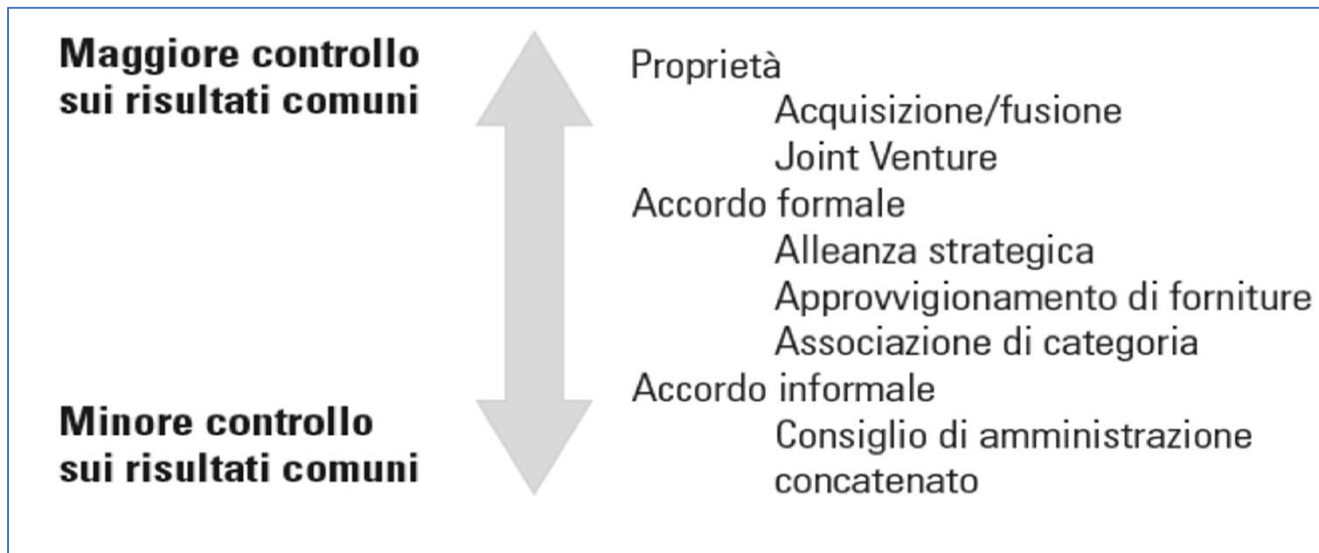 Maggiore controllo
sui risultati comuni
Proprietà
Acquisizione/fusione
Joint Venture
Accordo formale
Alleanza strategica
Approvvigionamento di forniture
Associazione di categoria
Accordo informale
Consiglio di amministrazione
concatenato
Minore controllo
sui risultati comuni